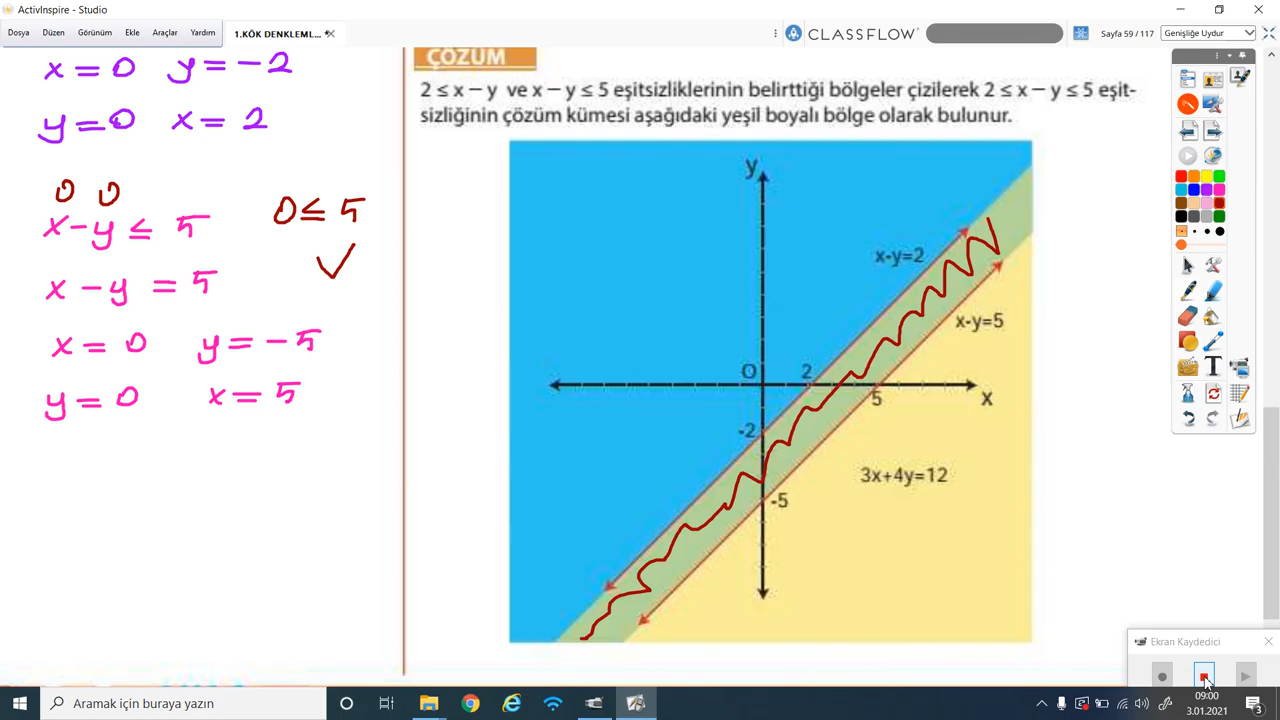 ActivInspire - Studio
Dosya Düzen Görünüm Ekle Araçlar Yardım
1.KÖK DENKLEML...
CLASSFLOW
Sayfa 59 / 117
Genişliğe Uydur
x = 0 y = -2
y = 0 x = 2
0 0
x - y ≤ 5
0 ≤ 5
✓
x - y = 5
x = 0 y = -5
y = 0 x = 5
ÇÖZÜM
2 ≤ x − y ve x − y ≤ 5 eşitsizliklerinin belirttiği bölgeler çizilerek 2 ≤ x − y ≤ 5 eşit-
sizliğinin çözüm kümesi aşağıdaki yeşil boyalı bölge olarak bulunur.
y
x-y=2
x-y=5
O 2
5 x
-2
-5
3x+4y=12
T
Ekran Kaydedici
Aramak için buraya yazın
09:00
3.01.2021
3